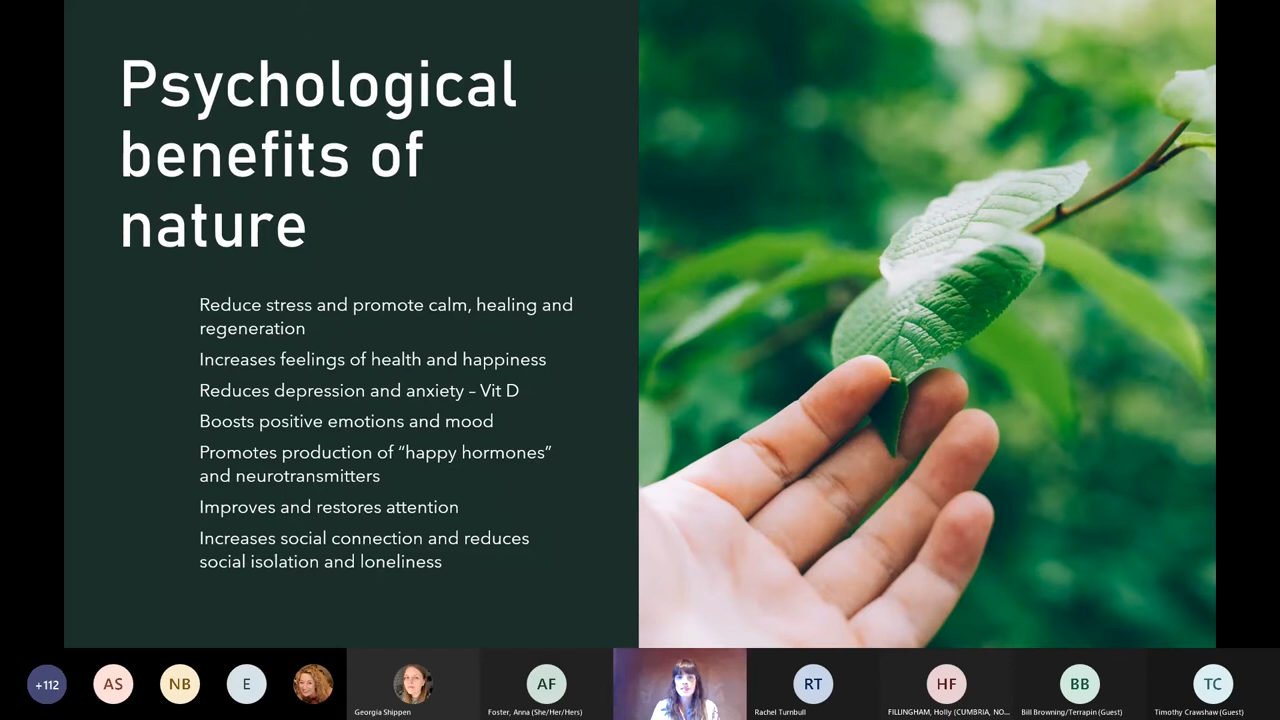 Psychological
benefits of
nature
Reduce stress and promote calm, healing and
regeneration
Increases feelings of health and happiness
Reduces depression and anxiety – Vit D
Boosts positive emotions and mood
Promotes production of “happy hormones”
and neurotransmitters
Improves and restores attention
Increases social connection and reduces
social isolation and loneliness
+112
AS
NB
E
Georgia Shippen
AF
Foster, Anna (She/Her/Hers)
RT
Rachel Turnbull
HF
FILLINGHAM, Holly (CUMBRIA, NO...
BB
Bill Browning/Terrapin (Guest)
TC
Timothy Crawshaw (Guest)